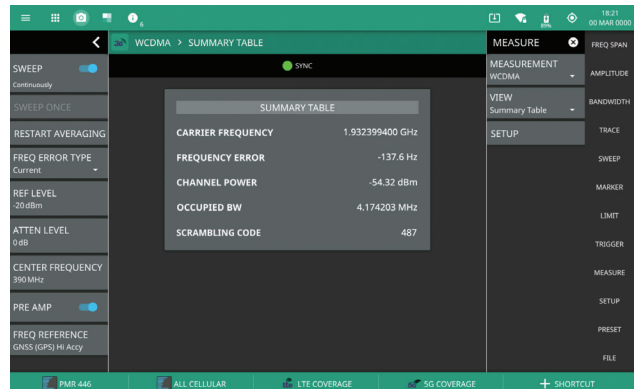 6
89%
18:21
00 MAR 0000
WCDMA > SUMMARY TABLE
SYNC
SWEEP
Continuously
SWEEP ONCE
RESTART AVERAGING
FREQ ERROR TYPE
Current
REF LEVEL
-20 dBm
ATTEN LEVEL
0 dB
CENTER FREQUENCY
390 MHz
PRE AMP
FREQ REFERENCE
GNSS (GPS) Hi Accy
SUMMARY TABLE
CARRIER FREQUENCY 1.932399400 GHz
FREQUENCY ERROR -137.6 Hz
CHANNEL POWER -54.32 dBm
OCCUPIED BW 4.174203 MHz
SCRAMBLING CODE 487
MEASURE
MEASUREMENT
WCDMA
VIEW
Summary Table
SETUP
FREQ SPAN
AMPLITUDE
BANDWIDTH
TRACE
SWEEP
MARKER
LIMIT
TRIGGER
MEASURE
SETUP
PRESET
FILE
PMR 446
ALL CELLULAR
LTE COVERAGE
5G COVERAGE
SHORTCUT